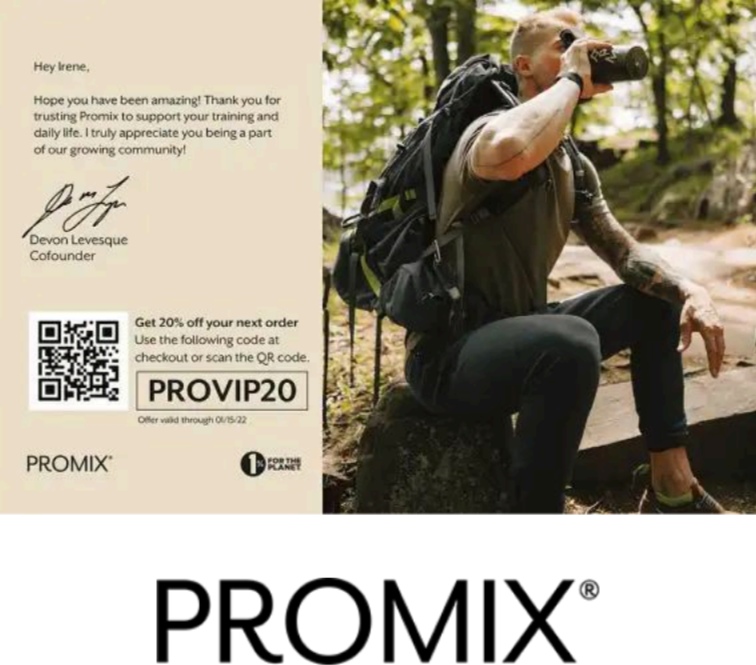 Hey Irene,
Hope you have been amazing! Thank you for
trusting Promix to support your training and
daily life. I truly appreciate you being a part
of our growing community!
Devon Levesque
Cofounder
Get 20% off your next order
Use the following code at
checkout or scan the QR code.
PROVIP20
Offer valid through 01/15/22
PROMIX®
1% FOR THE
PLANET
PROMIX®